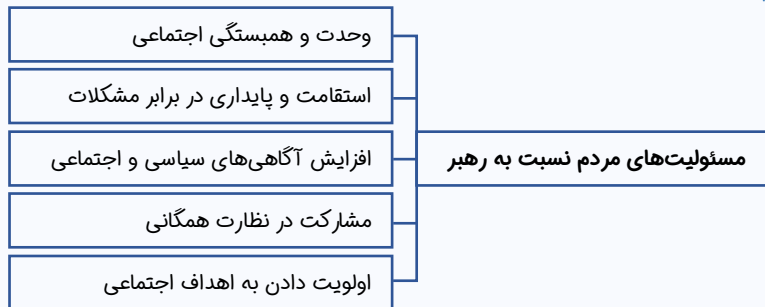 مسئولیت‌های مردم نسبت به رهبر
وحدت و همبستگی اجتماعی
استقامت و پایداری در برابر مشکلات
افزایش آگاهی‌های سیاسی و اجتماعی
مشارکت در نظارت همگانی
اولویت دادن به اهداف اجتماعی